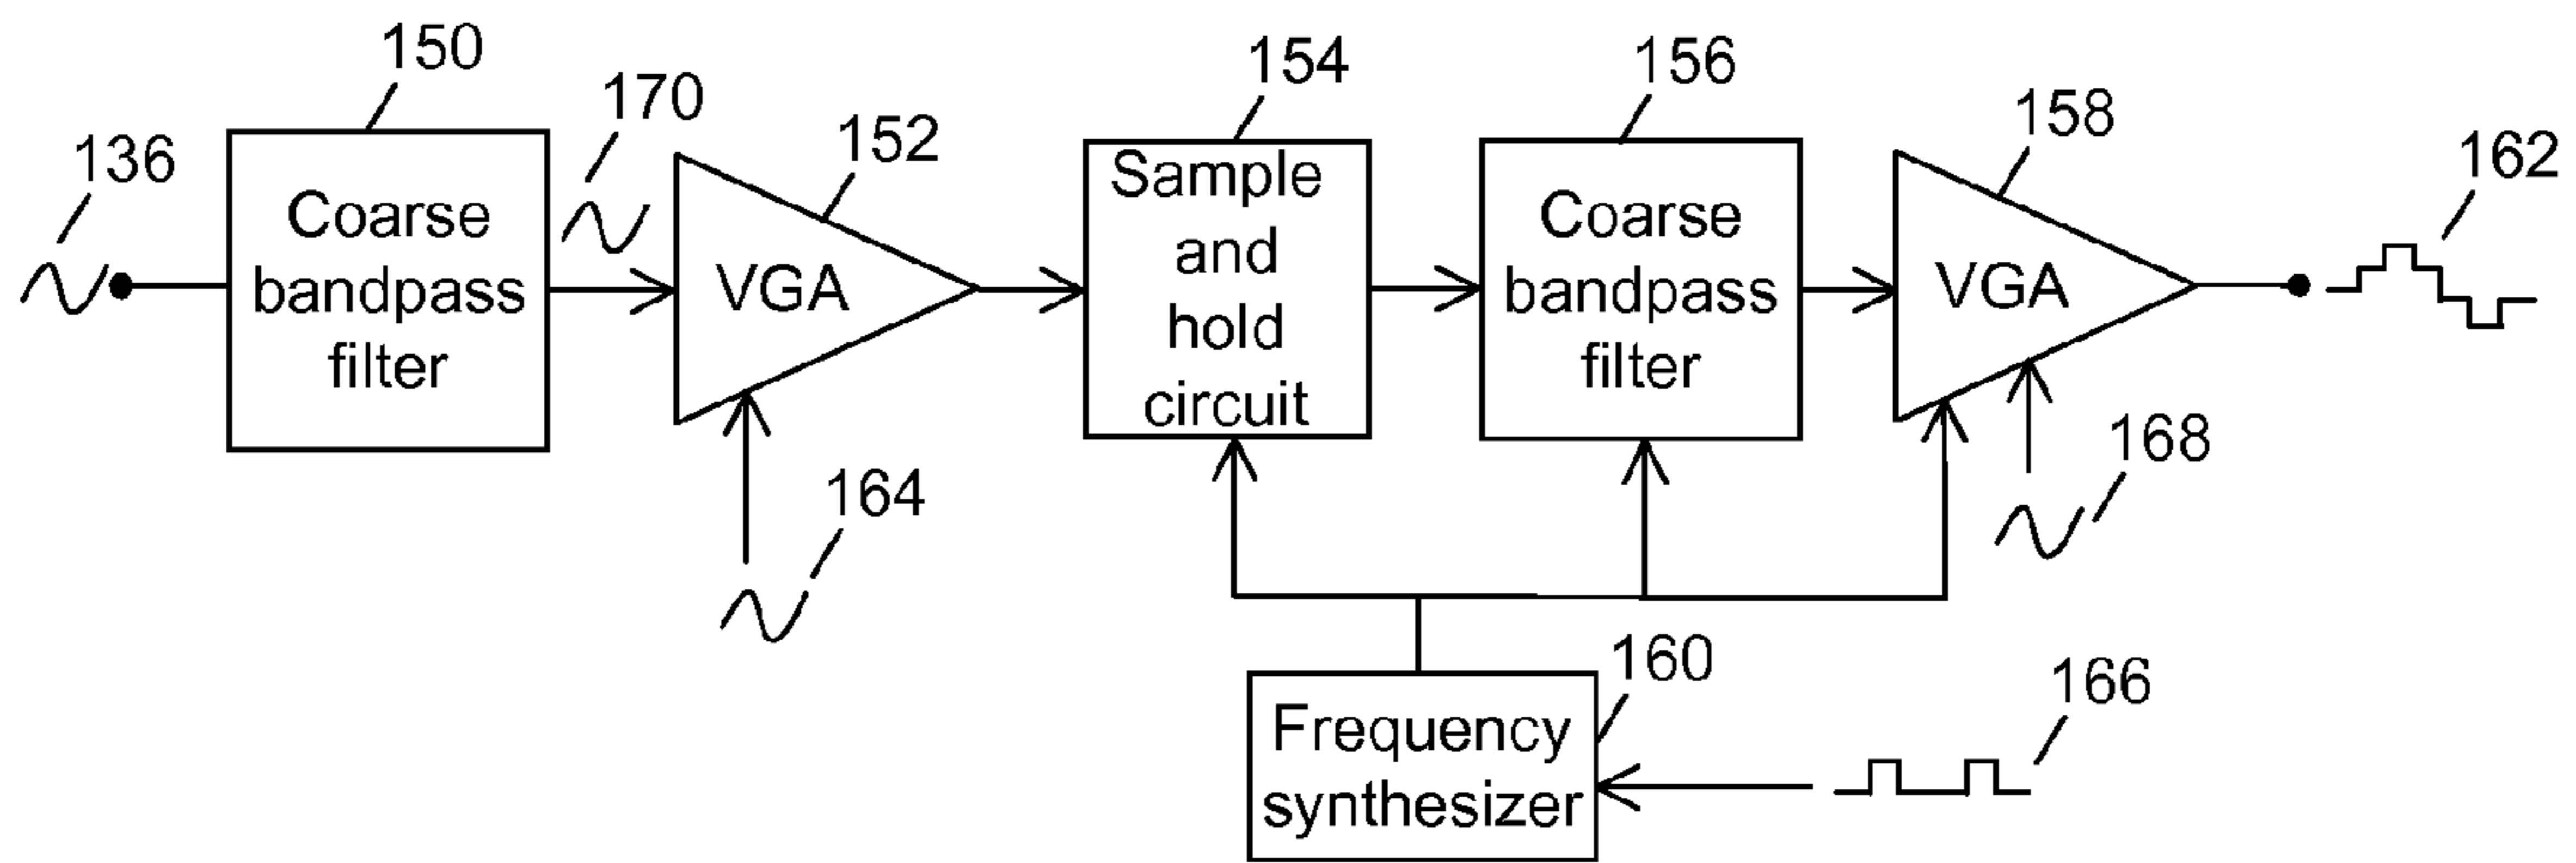 150
170
136
152
154
156
158
162
Coarse
bandpass
filter
VGA
Sample
and
hold
circuit
Coarse
bandpass
filter
VGA
164
168
160
166
Frequency
synthesizer